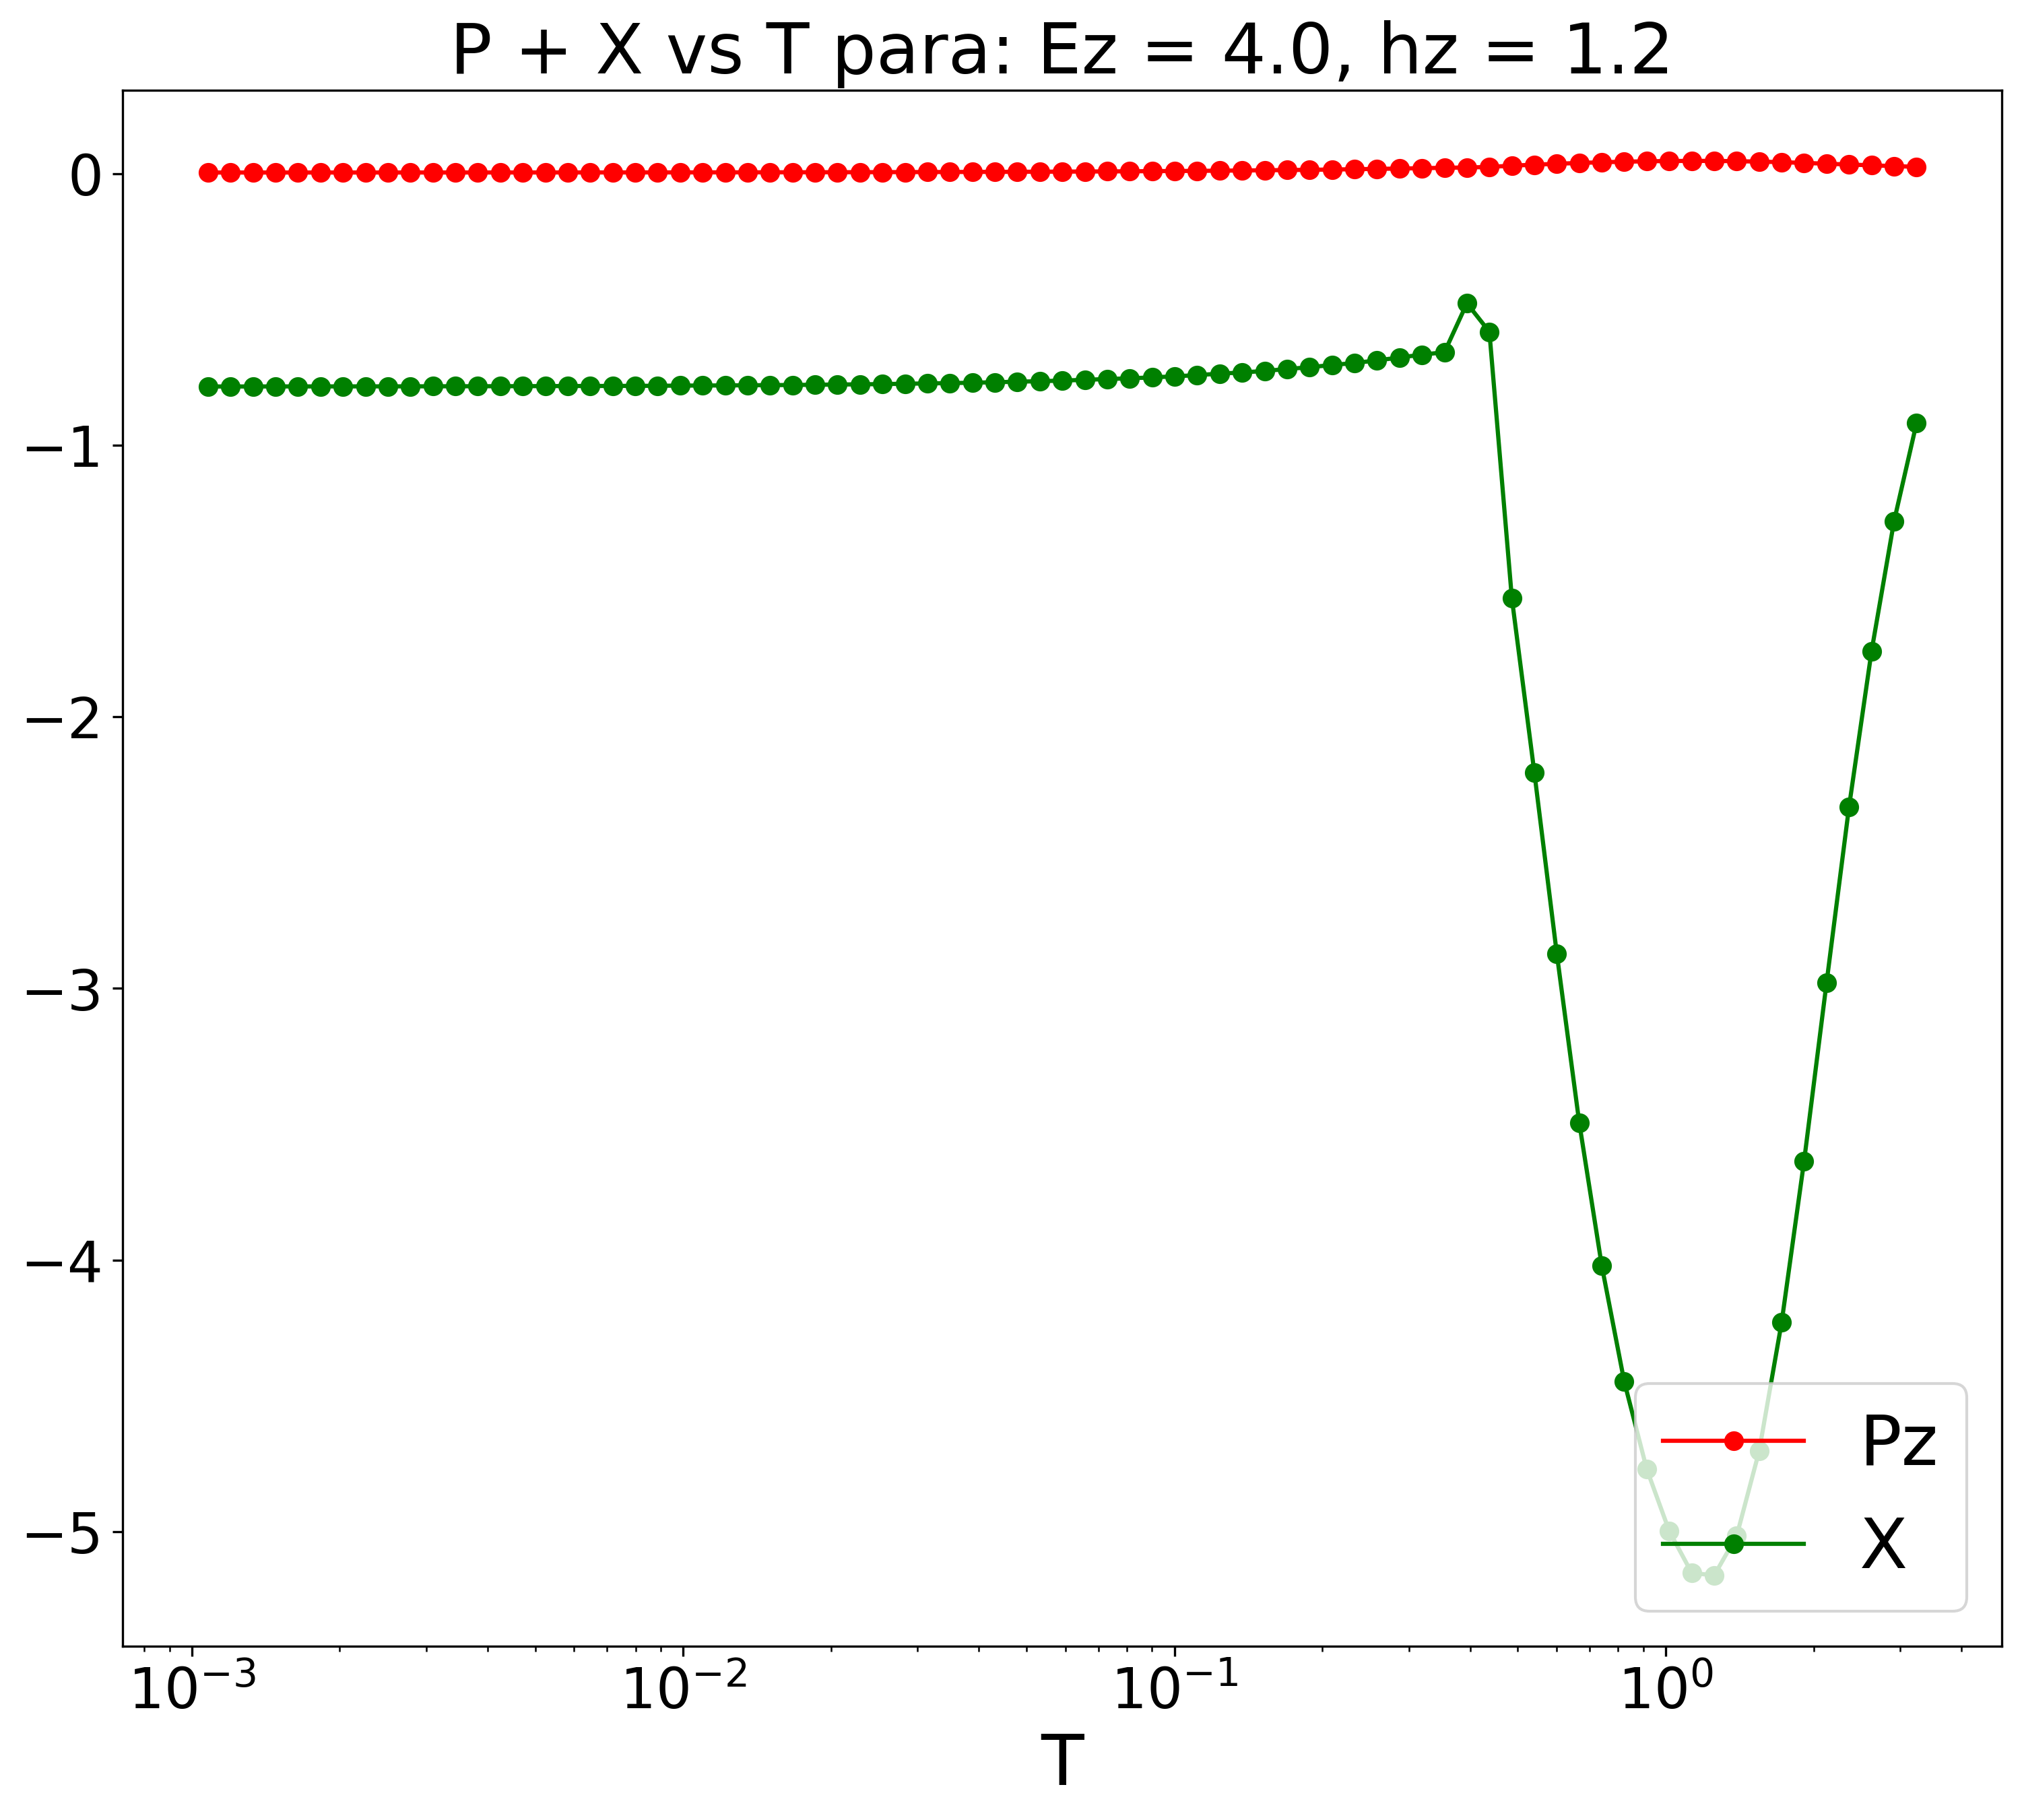 P + X vs T para: Ez = 4.0, hz = 1.2
0
−1
−2
−3
−4
−5
Pz
X
10⁻³ 10⁻² 10⁻¹ 10⁰
T